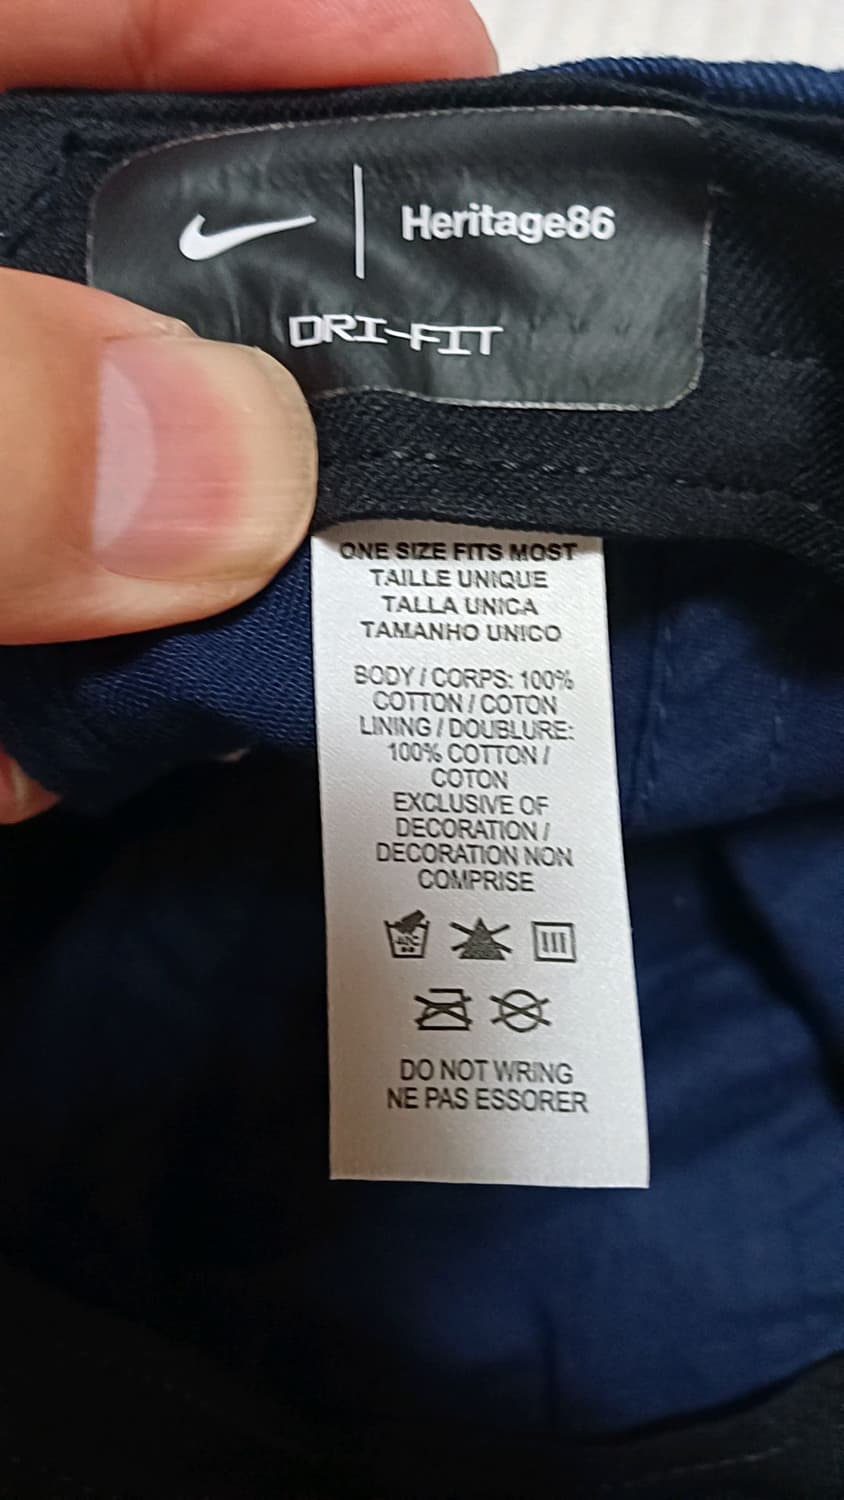 Heritage86
DRI-FIT
ONE SIZE FITS MOST
TAILLE UNIQUE
TALLA UNICA
TAMANHO UNICO
BODY / CORPS: 100%
COTTON / COTON
LINING / DOUBLURE:
100% COTTON /
COTON
EXCLUSIVE OF
DECORATION /
DECORATION NON
COMPRISE
40C
DO NOT WRING
NE PAS ESSORER